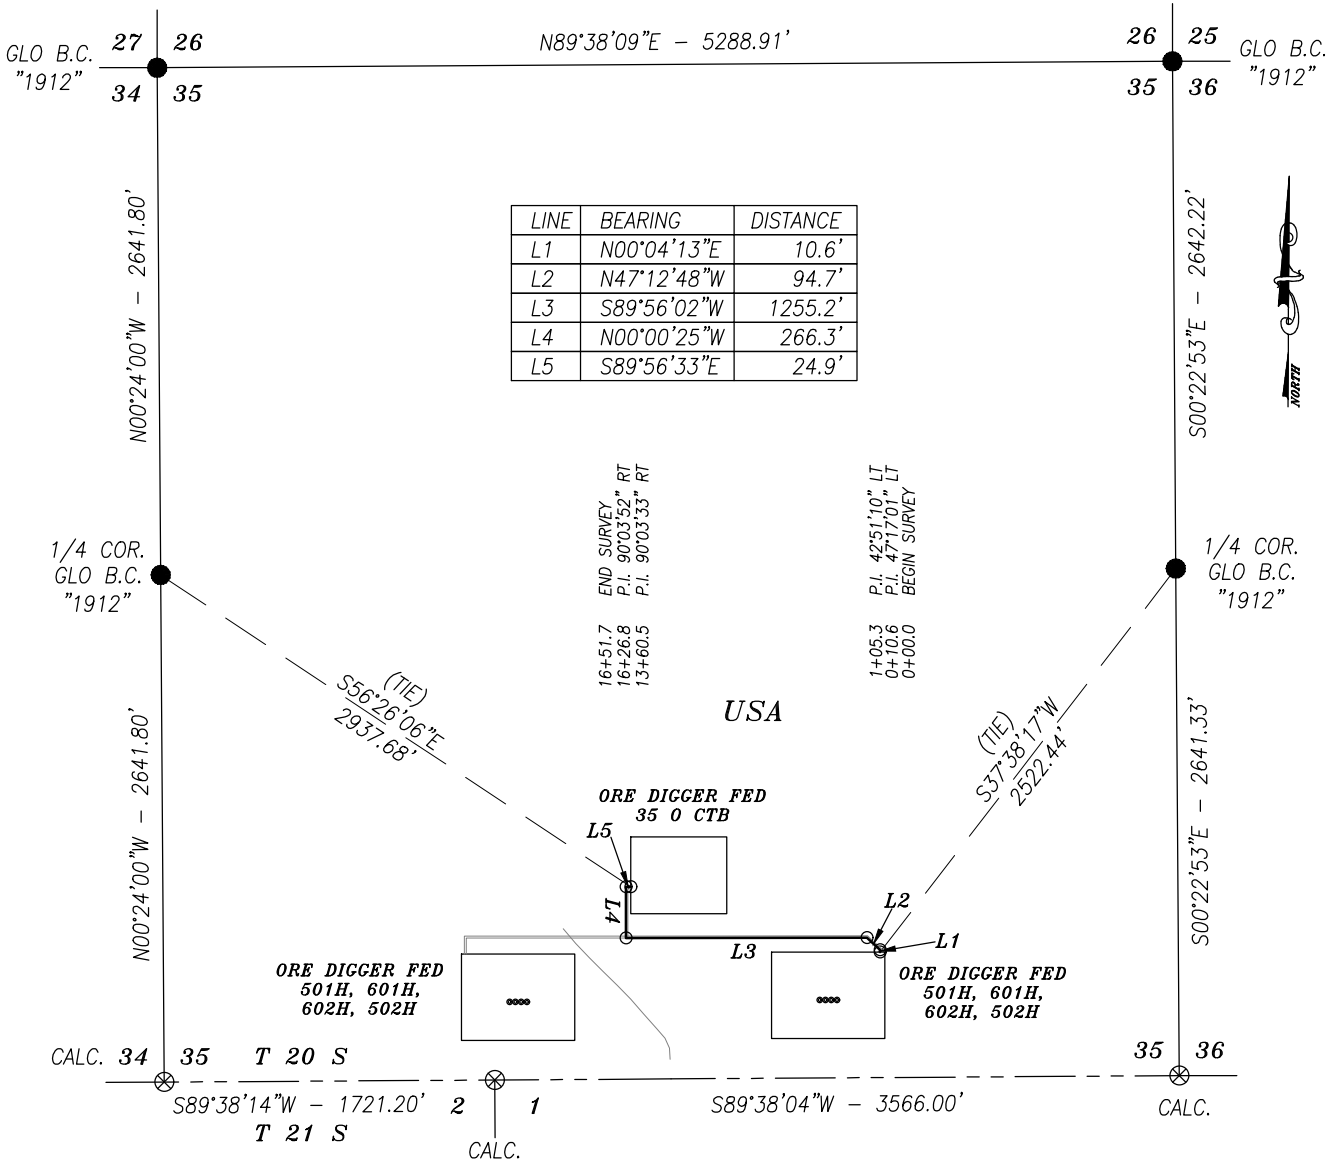 27 26
GLO B.C.
"1912"
34 35
N89°38'09"E - 5288.91'
26 25
GLO B.C.
"1912"
35 36
N00°24'00"W - 2641.80'
S00°22'53"E - 2642.22'
NORTH
LINE BEARING DISTANCE
L1 N00°04'13"E 10.6'
L2 N47°12'48"W 94.7'
L3 S89°56'02"W 1255.2'
L4 N00°00'25"W 266.3'
L5 S89°56'33"E 24.9'
16+51.7 END SURVEY
16+26.8 P.I. 90°03'52" RT
13+60.5 P.I. 90°03'33" RT
1+05.3 P.I. 42°51'10" LT
0+10.6 P.I. 47°17'01" LT
0+00.0 BEGIN SURVEY
1/4 COR.
GLO B.C.
"1912"
1/4 COR.
GLO B.C.
"1912"
(TIE)
S56°26'06"E
2937.68'
USA
(TIE)
S37°38'17"W
2522.44'
N00°24'00"W - 2641.80'
S00°22'53"E - 2641.33'
ORE DIGGER FED
35 O CTB
L5
L4
L3
L2
L1
ORE DIGGER FED
501H, 601H,
602H, 502H
ORE DIGGER FED
501H, 601H,
602H, 502H
CALC. 34 35 T 20 S
35 36
S89°38'14"W - 1721.20' 2 1
S89°38'04"W - 3566.00'
CALC.
T 21 S
CALC.